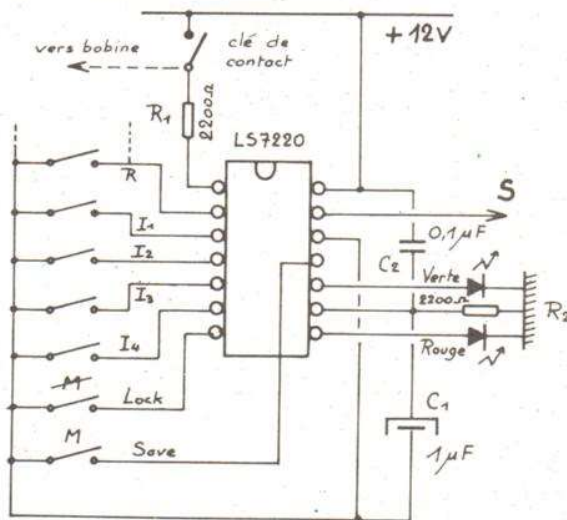 +12V
vers bobine
clé de
contact
R1
2200Ω
LS7220
R
I1
I2
I3
I4
M
Lock
M
Save
S
0,1µF
C2
Verte
2200Ω
R2
Rouge
C1
1µF